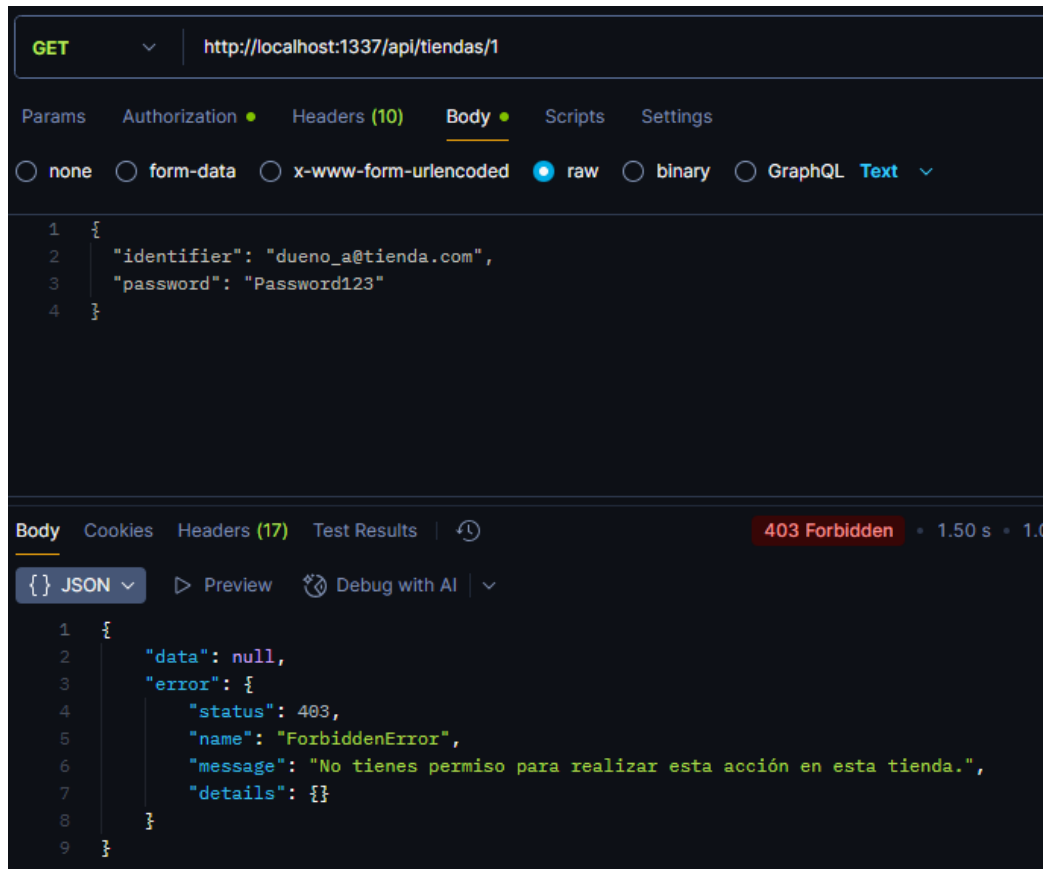 GET http://localhost:1337/api/tiendas/1
Params Authorization Headers (10) Body Scripts Settings
none form-data x-www-form-urlencoded raw binary GraphQL Text
1 {
2 "identifier": "dueno_a@tienda.com",
3 "password": "Password123"
4 }
Body Cookies Headers (17) Test Results 403 Forbidden • 1.50 s •
{} JSON Preview Debug with AI
1 {
2 "data": null,
3 "error": {
4 "status": 403,
5 "name": "ForbiddenError",
6 "message": "No tienes permiso para realizar esta acción en esta tienda.",
7 "details": {}
8 }
9 }